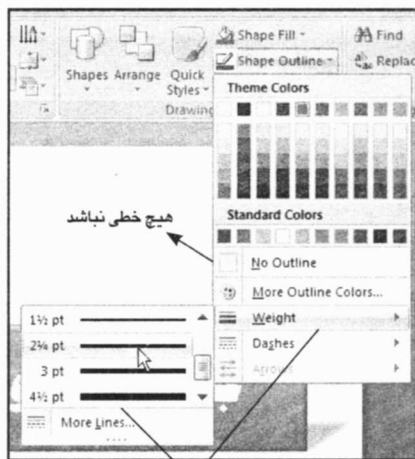 Shape Fill
Find
Shapes Arrange Quick Styles
Shape Outline
Replac
Drawing
Theme Colors
هیچ خطی نباشد
Standard Colors
No Outline
More Outline Colors...
Weight
Dashes
Arrows
1½ pt
2¼ pt
3 pt
4½ pt
More Lines...